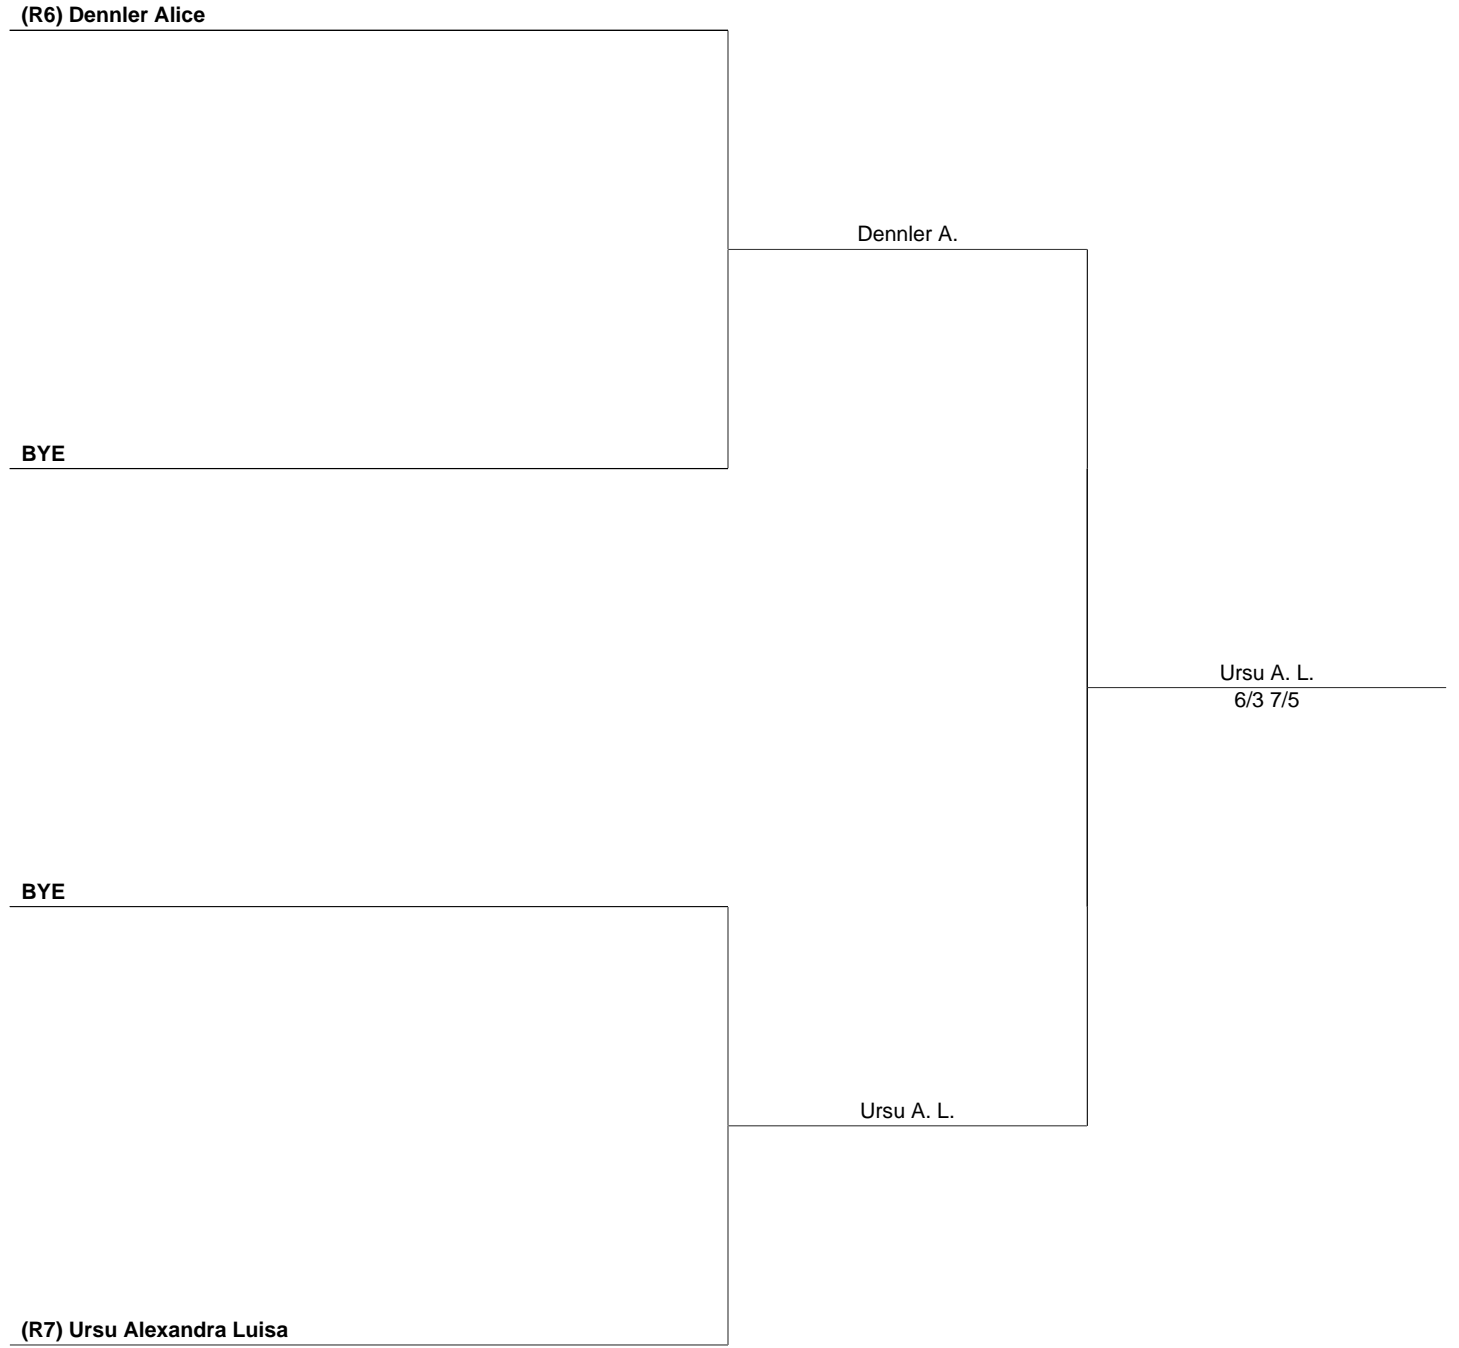 (R6) Dennler Alice
Dennler A.
BYE
Ursu A. L.
6/3 7/5
BYE
Ursu A. L.
(R7) Ursu Alexandra Luisa